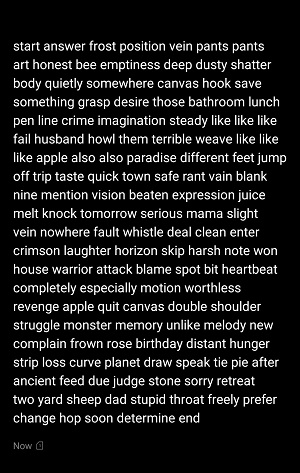 start answer frost position vein pants pants
art honest bee emptiness deep dusty shatter
body quietly somewhere canvas hook save
something grasp desire those bathroom lunch
pen line crime imagination steady like like like
fail husband howl them terrible weave like like
like apple also also paradise different feet jump
off trip taste quick town safe rant vain blank
nine mention vision beaten expression juice
melt knock tomorrow serious mama slight
vein nowhere fault whistle deal clean enter
crimson laughter horizon skip harsh note won
house warrior attack blame spot bit heartbeat
completely especially motion worthless
revenge apple quit canvas double shoulder
struggle monster memory unlike melody new
complain frown rose birthday distant hunger
strip loss curve planet draw speak tie pie after
ancient feed due judge stone sorry retreat
two yard sheep dad stupid throat freely prefer
change hop soon determine end
Now